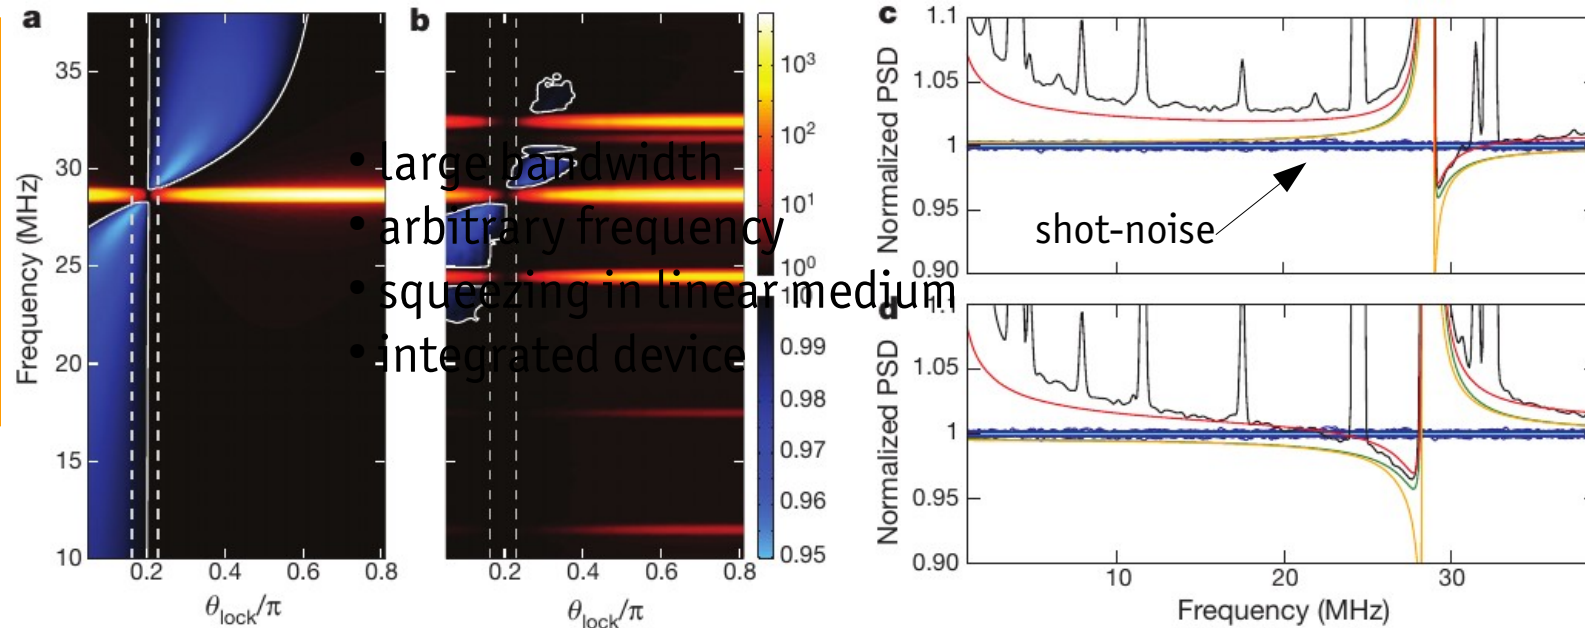 a
35
30
25
20
15
10
Frequency (MHz)
0.2
0.4
0.6
0.8
θlock/π
b
0.2
0.4
0.6
0.8
θlock/π
10³
10²
10¹
10⁰
0.99
0.98
0.97
0.96
0.95
• large bandwidth
• arbitrary frequency
• squeezing in linear medium
• integrated device
c
1.1
1.05
1
0.95
0.90
Normalized PSD
shot-noise
d
1.05
1
0.95
0.90
Normalized PSD
10
20
30
Frequency (MHz)